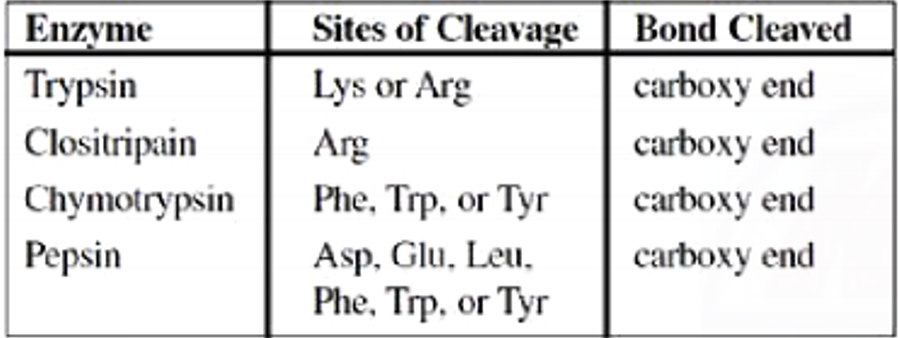 Enzyme Sites of Cleavage Bond Cleaved
Trypsin Lys or Arg carboxy end
Clositripain Arg carboxy end
Chymotrypsin Phe, Trp, or Tyr carboxy end
Pepsin Asp, Glu, Leu, carboxy end
Phe, Trp, or Tyr